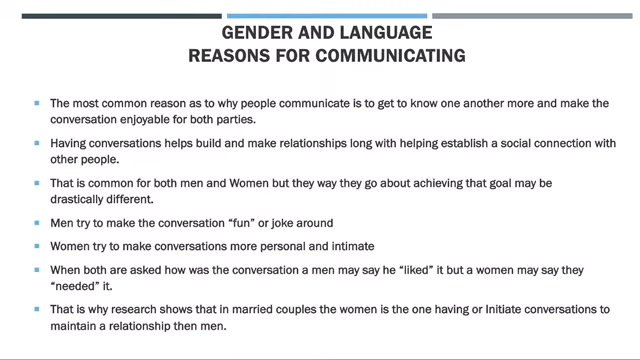 GENDER AND LANGUAGE
REASONS FOR COMMUNICATING
The most common reason as to why people communicate is to get to know one another more and make the
conversation enjoyable for both parties.
Having conversations helps build and make relationships long with helping establish a social connection with
other people.
That is common for both men and Women but they way they go about achieving that goal may be
drastically different.
Men try to make the conversation “fun” or joke around
Women try to make conversations more personal and intimate
When both are asked how was the conversation a men may say he “liked” it but a women may say they
“needed” it.
That is why research shows that in married couples the women is the one having or Initiate conversations to
maintain a relationship then men.